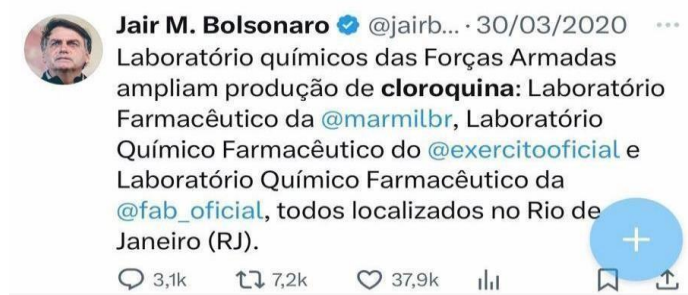 Jair M. Bolsonaro @jairb... · 30/03/2020
Laboratório químicos das Forças Armadas
ampliam produção de cloroquina: Laboratório
Farmacêutico da @marmilbr, Laboratório
Químico Farmacêutico do @exercitooficial e
Laboratório Químico Farmacêutico da
@fab_oficial, todos localizados no Rio de
Janeiro (RJ).
3,1k 7,2k 37,9k